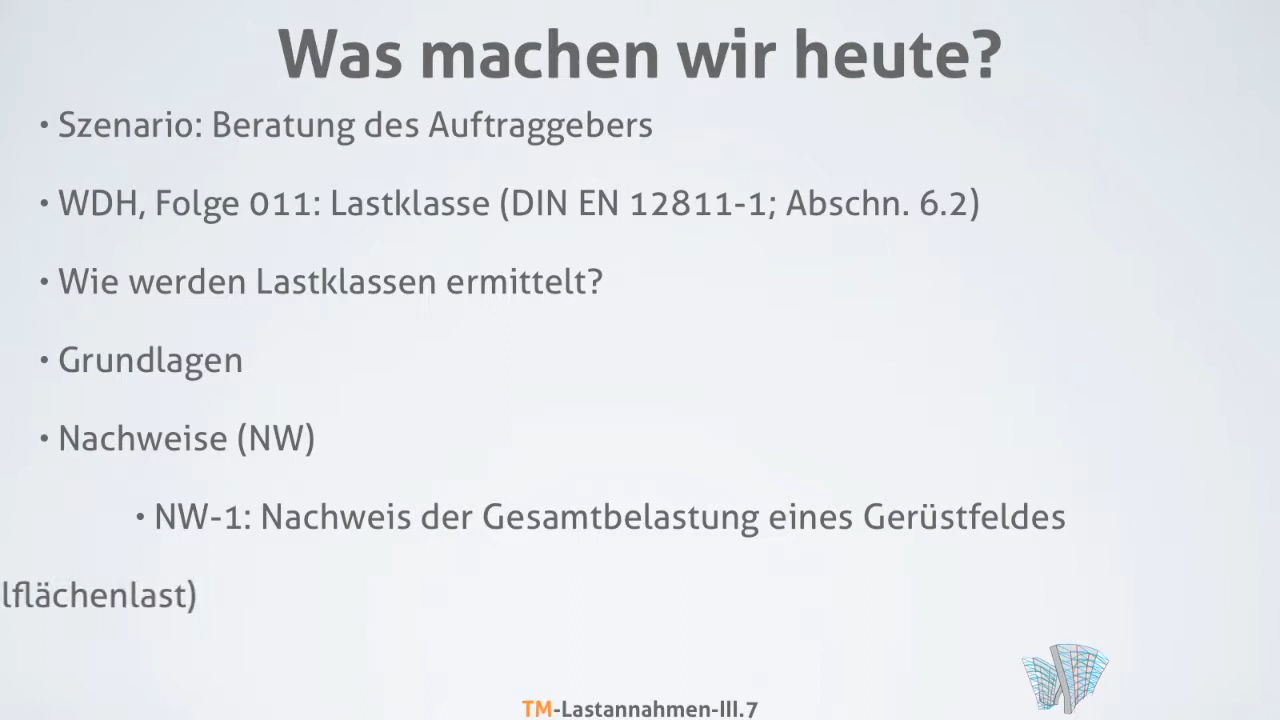 Was machen wir heute?
• Szenario: Beratung des Auftraggebers
• WDH, Folge 011: Lastklasse (DIN EN 12811-1; Abschn. 6.2)
• Wie werden Lastklassen ermittelt?
• Grundlagen
• Nachweise (NW)
• NW-1: Nachweis der Gesamtbelastung eines Gerüstfeldes
lflächenlast)
TM-Lastannahmen-III.7